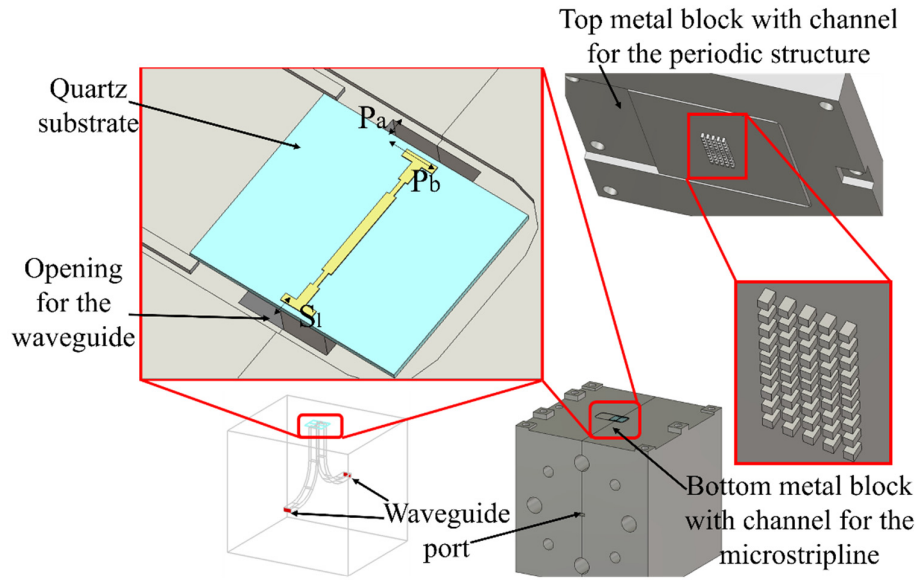 Top metal block with channel
for the periodic structure
Quartz
substrate
Pa
Pb
Opening
for the
waveguide
Sl
Waveguide
port
Bottom metal block
with channel for the
microstripline